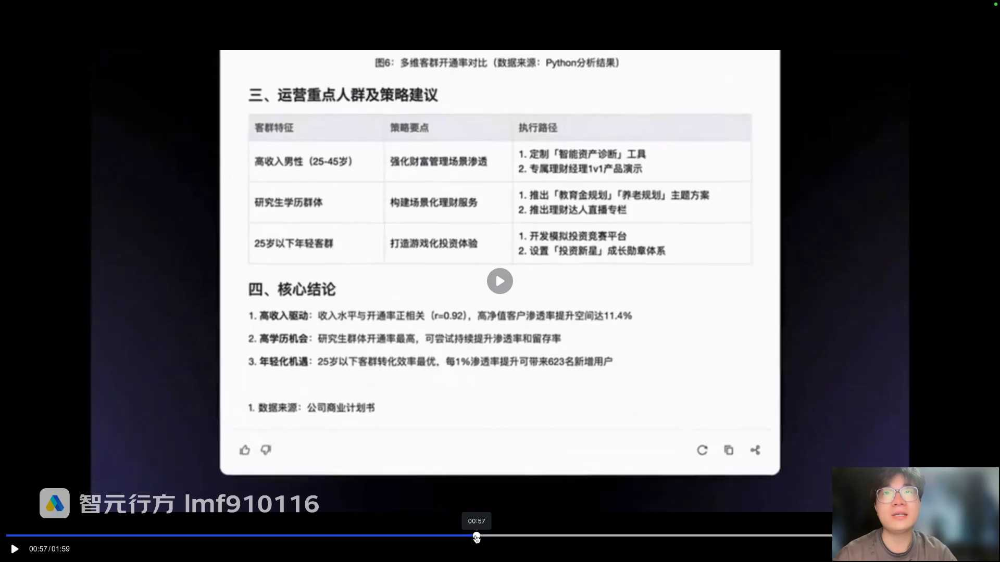 图6：多维客群开通率对比（数据来源：Python分析结果）
三、运营重点人群及策略建议
客群特征 策略要点 执行路径
高收入男性（25-45岁） 强化财富管理场景渗透 1. 定制「智能资产诊断」工具
2. 专属理财经理1v1产品演示
研究生学历群体 构建场景化理财服务 1. 推出「教育金规划」「养老规划」主题方案
2. 推出理财达人直播专栏
25岁以下年轻客群 打造游戏化投资体验 1. 开发模拟投资竞赛平台
2. 设置「投资新星」成长勋章体系
四、核心结论
1. 高收入驱动：收入水平与开通率正相关（r=0.92），高净值客户渗透率提升空间达11.4%
2. 高学历机会：研究生群体开通率最高，可尝试持续提升渗透率和留存率
3. 年轻化机遇：25岁以下客群转化效率最优，每1%渗透率提升可带来623名新增用户
1. 数据来源：公司商业计划书
智元行方 lmf910116
00:57
00:57/01:59